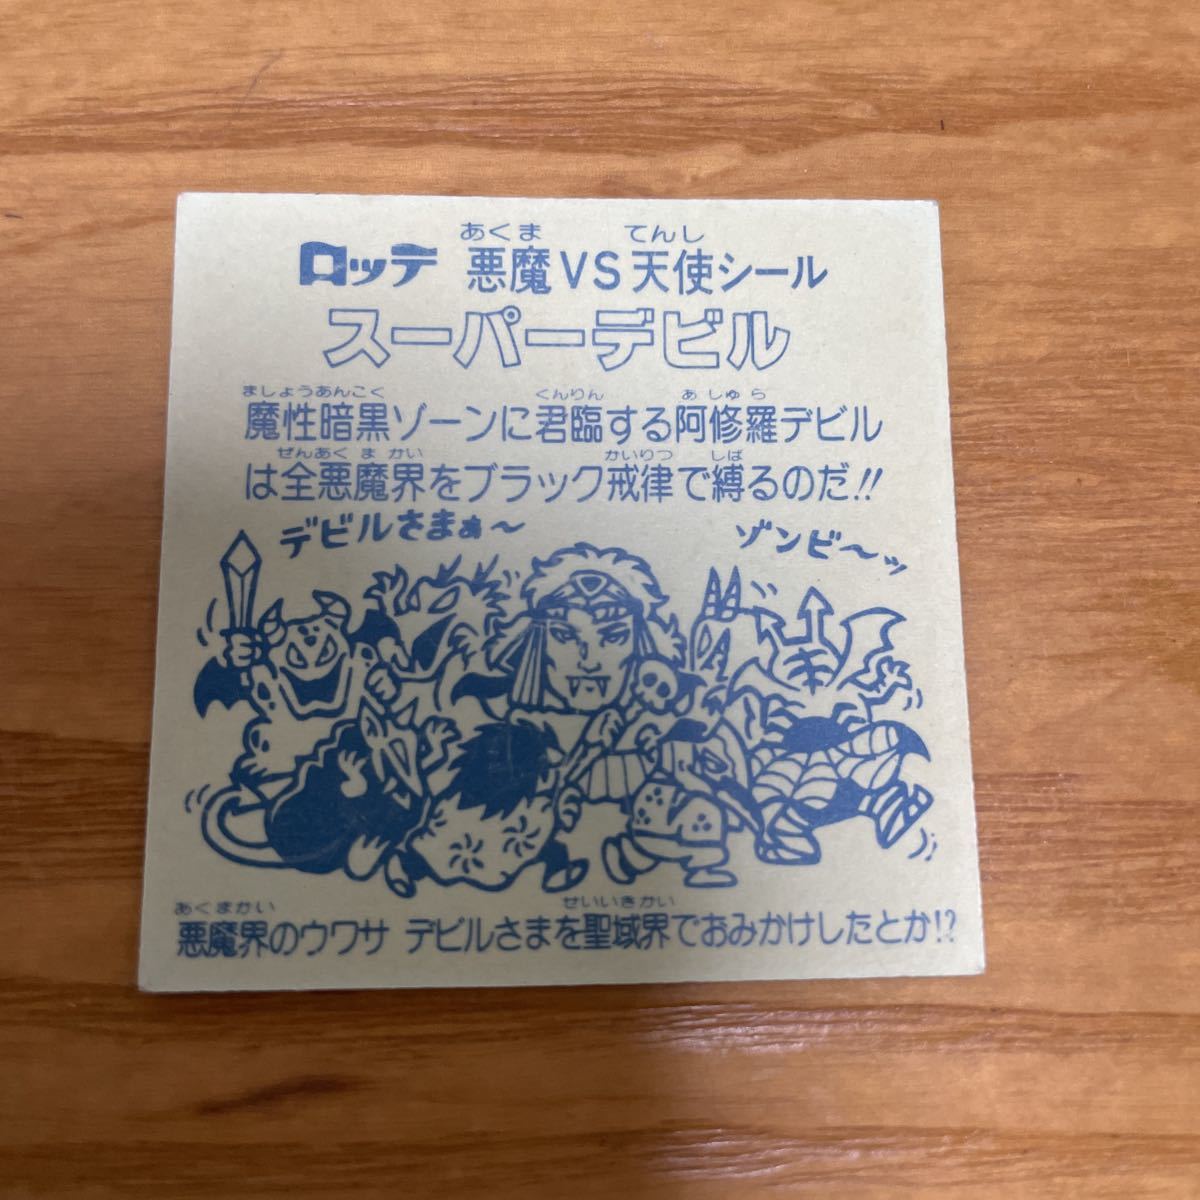 あくま てんし
ロッテ 悪魔VS天使シール
スーパーデビル
ましょうあんこく くんりん あしゅら
魔性暗黒ゾーンに君臨する阿修羅デビル
ぜんあくまかい かいりつ しば
は全悪魔界をブラック戒律で縛るのだ!!
デビルさまぁ〜 ゾンビ〜ッ
あくまかい せいいきかい
悪魔界のウワサ デビルさまを聖域界でおみかけしたとか!?